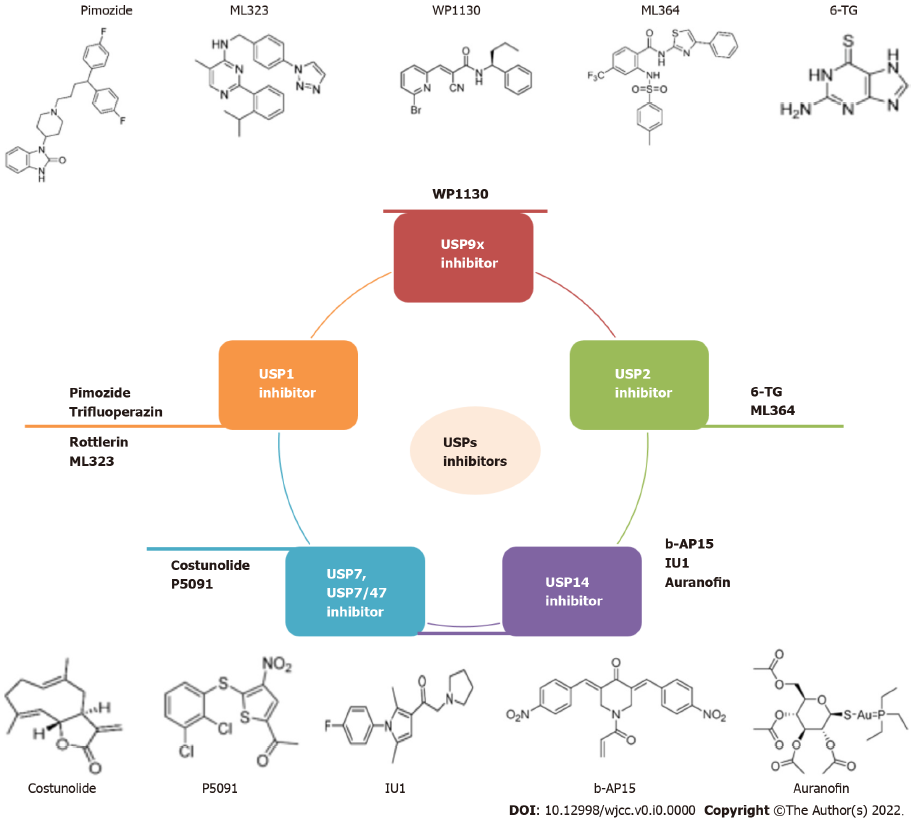 Pimozide
ML323
WP1130
ML364
6-TG
F
F
N
N
O
NH
HN
N
N
N
N=N
O
N
N
H
CN
Br
S
O
N
N
H
F₃C
NH
O=S=O
S
HN
H
N
N
N
H₂N
WP1130
USP9x
inhibitor
USP1
inhibitor
USP2
inhibitor
Pimozide
Trifluoperazin
Rottlerin
ML323
6-TG
ML364
USPs
inhibitors
Costunolide
P5091
USP7,
USP7/47
inhibitor
USP14
inhibitor
b-AP15
IU1
Auranofin
H
H
O
O
NO₂
S
S
Cl
Cl
O
O
N
F
N
O
O₂N
NO₂
N
O
O
O
O
S-Au=P
O
O
O
O
O
O
Costunolide
P5091
IU1
b-AP15
Auranofin
DOI: 10.12998/wjcc.v0.i0.0000 Copyright ©The Author(s) 2022.